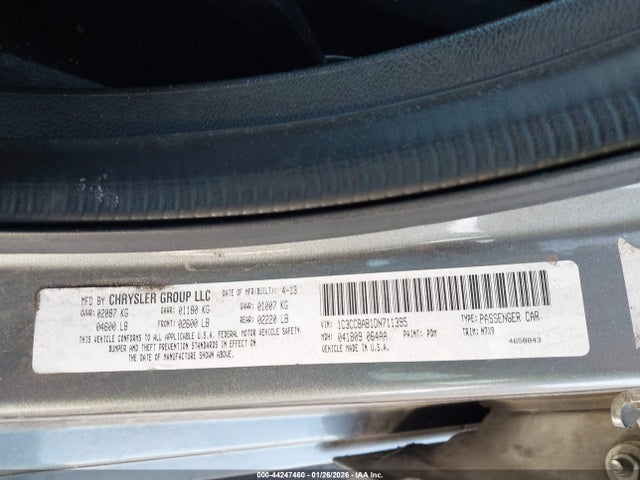 MFD BY CHRYSLER GROUP LLC DATE OF MFR(BUILT): 4-13
GVWR: 02087 KG GAWR: 01180 KG GAWR: 01007 KG
04600 LB FRONT: 02600 LB REAR: 02220 LB
THIS VEHICLE CONFORMS TO ALL APPLICABLE U.S.A. FEDERAL MOTOR VEHICLE SAFETY,
BUMPER AND THEFT PREVENTION STANDARDS IN EFFECT ON
THE DATE OF MANUFACTURE SHOWN ABOVE.
VIN: 1C3CCBAB1DN711395 TYPE: PASSENGER CAR
MDH: 041809 064AA PAINT: PDM TRIM: M7X9
VEHICLE MADE IN U.S.A. 4658843
000-44247460 - 01/26/2026 - IAA Inc.